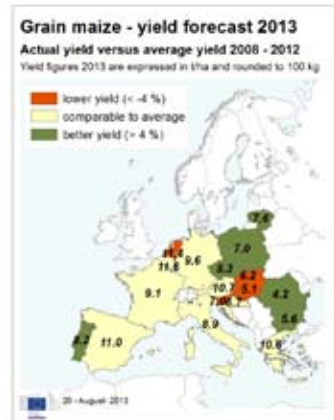 Grain maize - yield forecast 2013
Actual yield versus average yield 2008 - 2012
Yield figures 2013 are expressed in t/ha and rounded to 100 kg
lower yield (< -4 %)
comparable to average
better yield (> 4 %)
7.6
7.0
9.6
11.6
8.3
6.2
9.1
10.7
5.1
4.2
5.6
8.2
11.0
8.9
10.8
20 - August- 2013